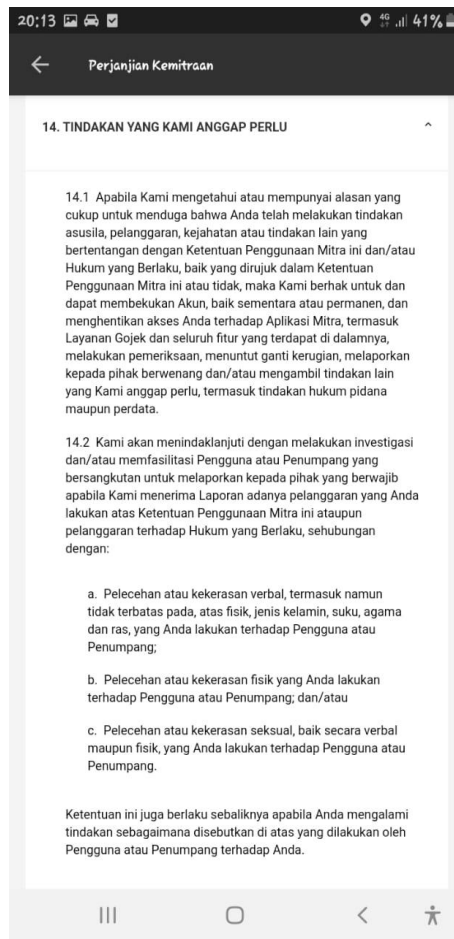 20:13
4G
41%
Perjanjian Kemitraan
14. TINDAKAN YANG KAMI ANGGAP PERLU
14.1 Apabila Kami mengetahui atau mempunyai alasan yang
cukup untuk menduga bahwa Anda telah melakukan tindakan
asusila, pelanggaran, kejahatan atau tindakan lain yang
bertentangan dengan Ketentuan Penggunaan Mitra ini dan/atau
Hukum yang Berlaku, baik yang dirujuk dalam Ketentuan
Penggunaan Mitra ini atau tidak, maka Kami berhak untuk dan
dapat membekukan Akun, baik sementara atau permanen, dan
menghentikan akses Anda terhadap Aplikasi Mitra, termasuk
Layanan Gojek dan seluruh fitur yang terdapat di dalamnya,
melakukan pemeriksaan, menuntut ganti kerugian, melaporkan
kepada pihak berwenang dan/atau mengambil tindakan lain
yang Kami anggap perlu, termasuk tindakan hukum pidana
maupun perdata.
14.2 Kami akan menindaklanjuti dengan melakukan investigasi
dan/atau memfasilitasi Pengguna atau Penumpang yang
bersangkutan untuk melaporkan kepada pihak yang berwajib
apabila Kami menerima Laporan adanya pelanggaran yang Anda
lakukan atas Ketentuan Penggunaan Mitra ini ataupun
pelanggaran terhadap Hukum yang Berlaku, sehubungan
dengan:
a. Pelecehan atau kekerasan verbal, termasuk namun
tidak terbatas pada, atas fisik, jenis kelamin, suku, agama
dan ras, yang Anda lakukan terhadap Pengguna atau
Penumpang;
b. Pelecehan atau kekerasan fisik yang Anda lakukan
terhadap Pengguna atau Penumpang; dan/atau
c. Pelecehan atau kekerasan seksual, baik secara verbal
maupun fisik, yang Anda lakukan terhadap Pengguna atau
Penumpang.
Ketentuan ini juga berlaku sebaliknya apabila Anda mengalami
tindakan sebagaimana disebutkan di atas yang dilakukan oleh
Pengguna atau Penumpang terhadap Anda.